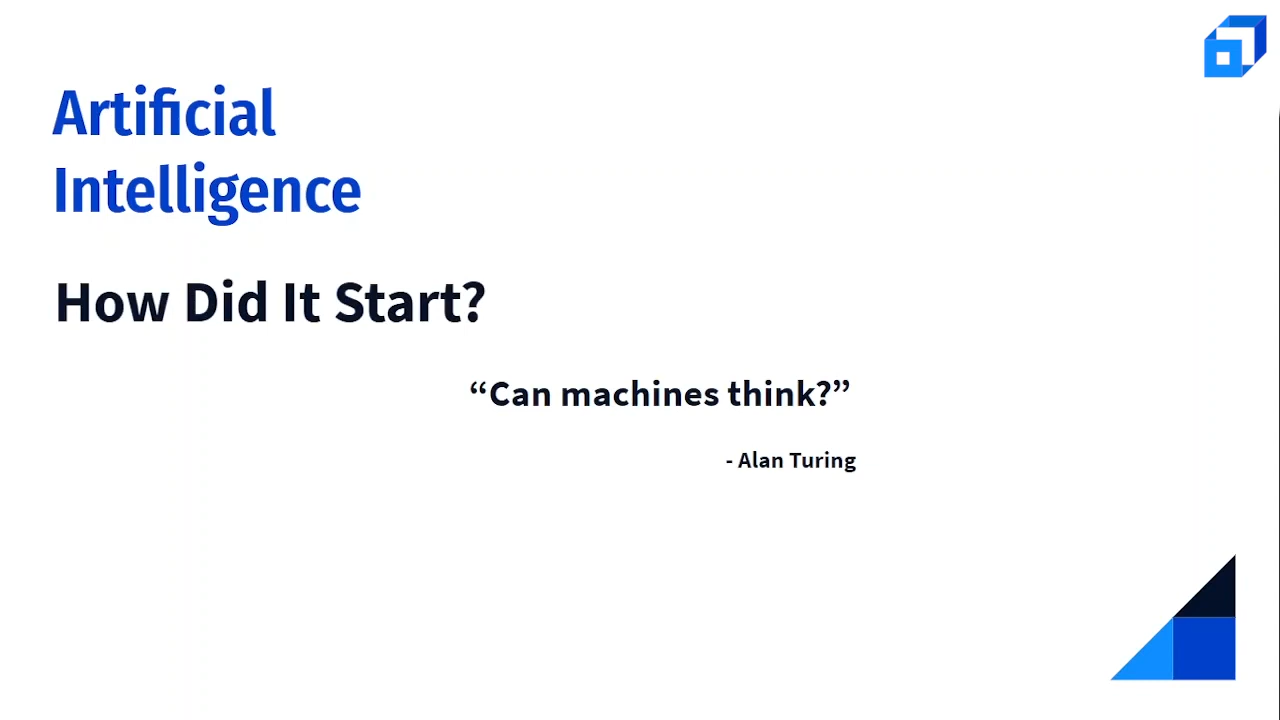 Artificial
Intelligence
How Did It Start?
“Can machines think?”
- Alan Turing